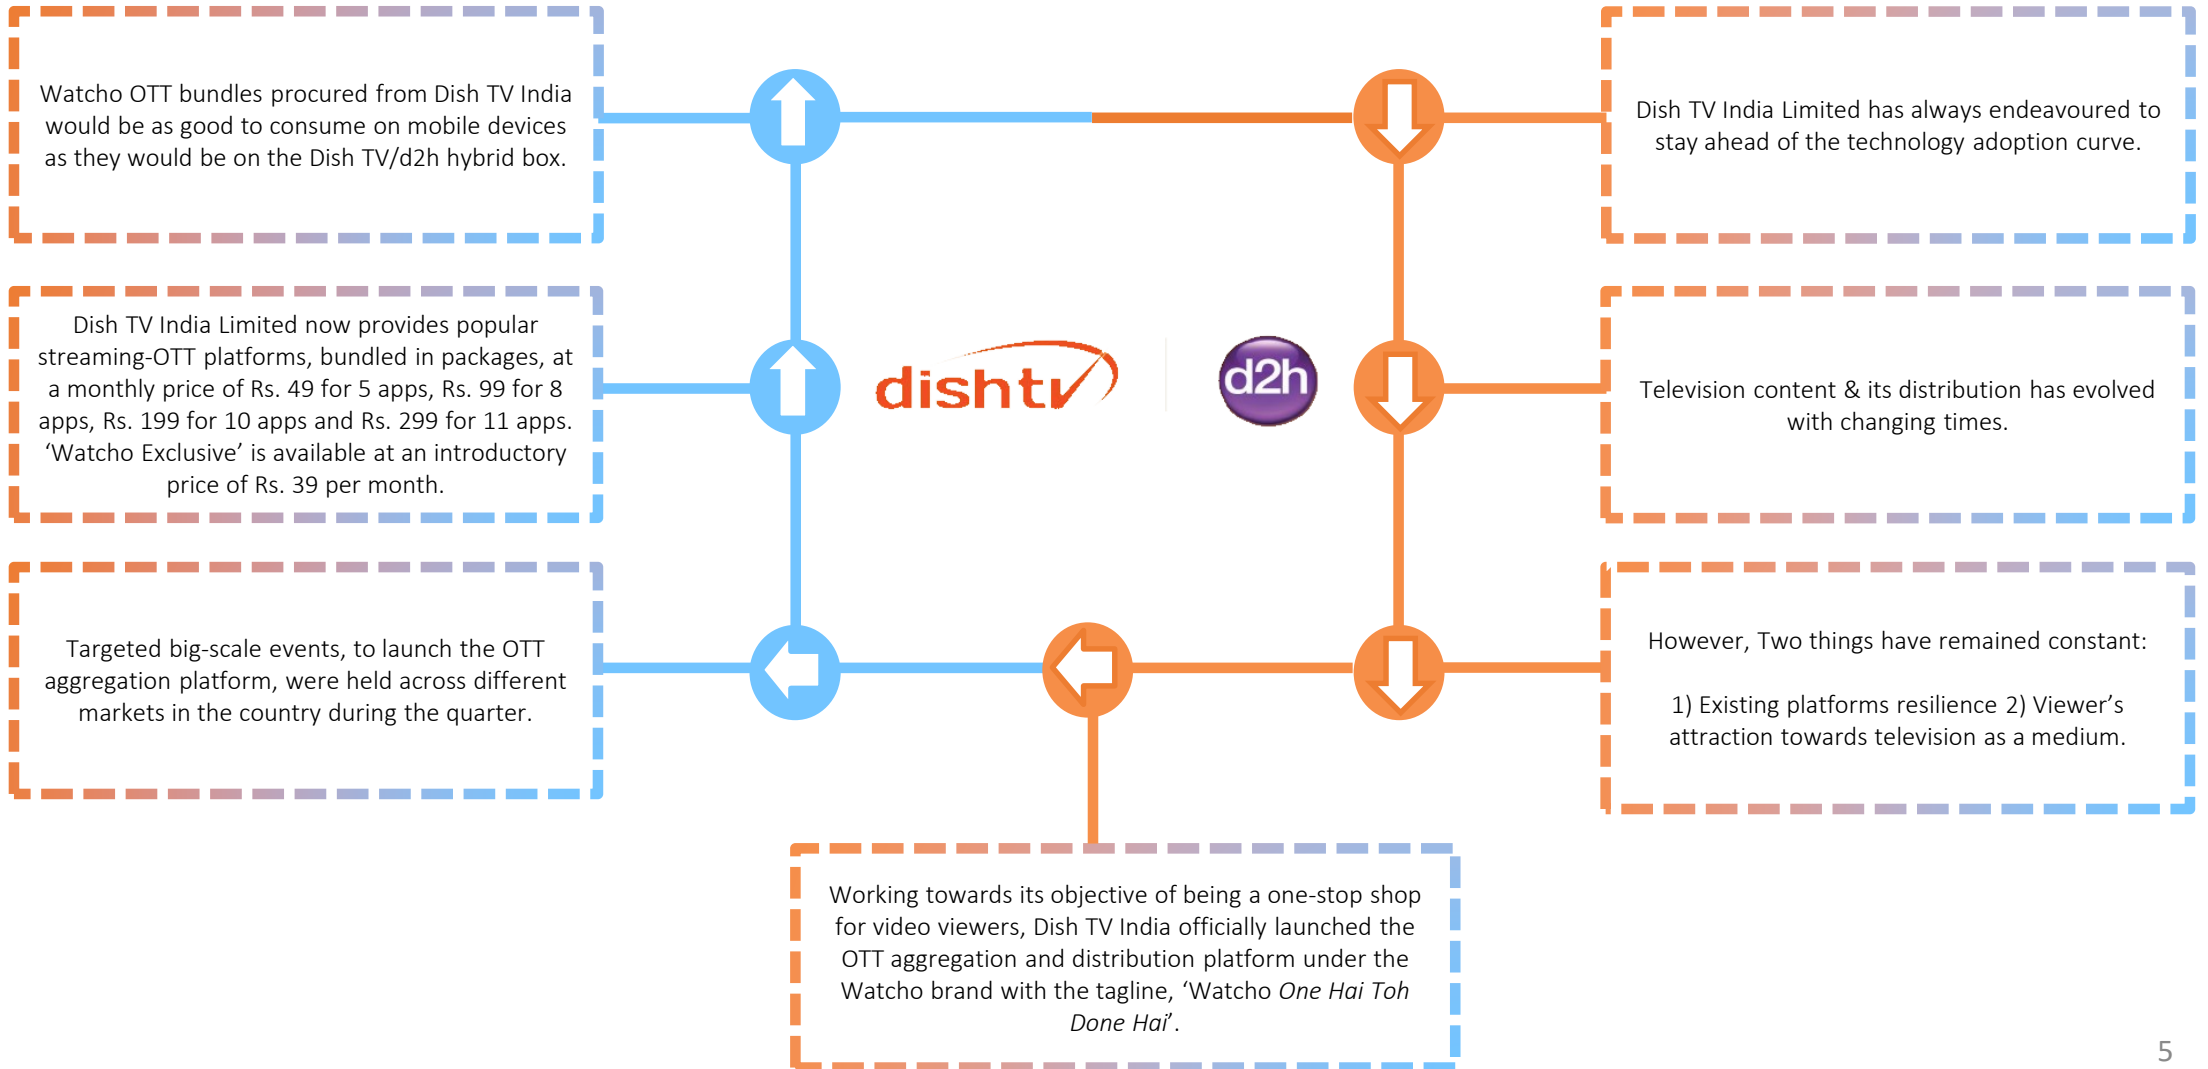 Watcho OTT bundles procured from Dish TV India
would be as good to consume on mobile devices
as they would be on the Dish TV/d2h hybrid box.
Dish TV India Limited has always endeavoured to
stay ahead of the technology adoption curve.
Dish TV India Limited now provides popular
streaming-OTT platforms, bundled in packages, at
a monthly price of Rs. 49 for 5 apps, Rs. 99 for 8
apps, Rs. 199 for 10 apps and Rs. 299 for 11 apps.
‘Watcho Exclusive’ is available at an introductory
price of Rs. 39 per month.
dishtv
d2h
Television content & its distribution has evolved
with changing times.
Targeted big-scale events, to launch the OTT
aggregation platform, were held across different
markets in the country during the quarter.
However, Two things have remained constant:
1) Existing platforms resilience 2) Viewer’s
attraction towards television as a medium.
Working towards its objective of being a one-stop shop
for video viewers, Dish TV India officially launched the
OTT aggregation and distribution platform under the
Watcho brand with the tagline, ‘Watcho One Hai Toh
Done Hai’.
5